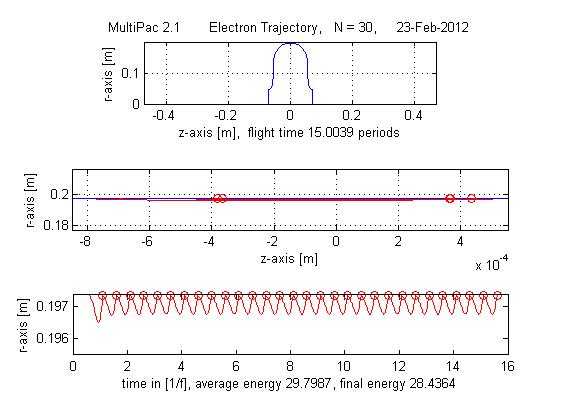 MultiPac 2.1 Electron Trajectory, N = 30, 23-Feb-2012
r-axis [m]
0.1
0
-0.4 -0.2 0 0.2 0.4
z-axis [m], flight time 15.0039 periods
r-axis [m]
0.2
0.18
-8 -6 -4 -2 0 2 4
z-axis [m]
x 10^-4
r-axis [m]
0.197
0.196
0 2 4 6 8 10 12 14 16
time in [1/f], average energy 29.7987, final energy 28.4364